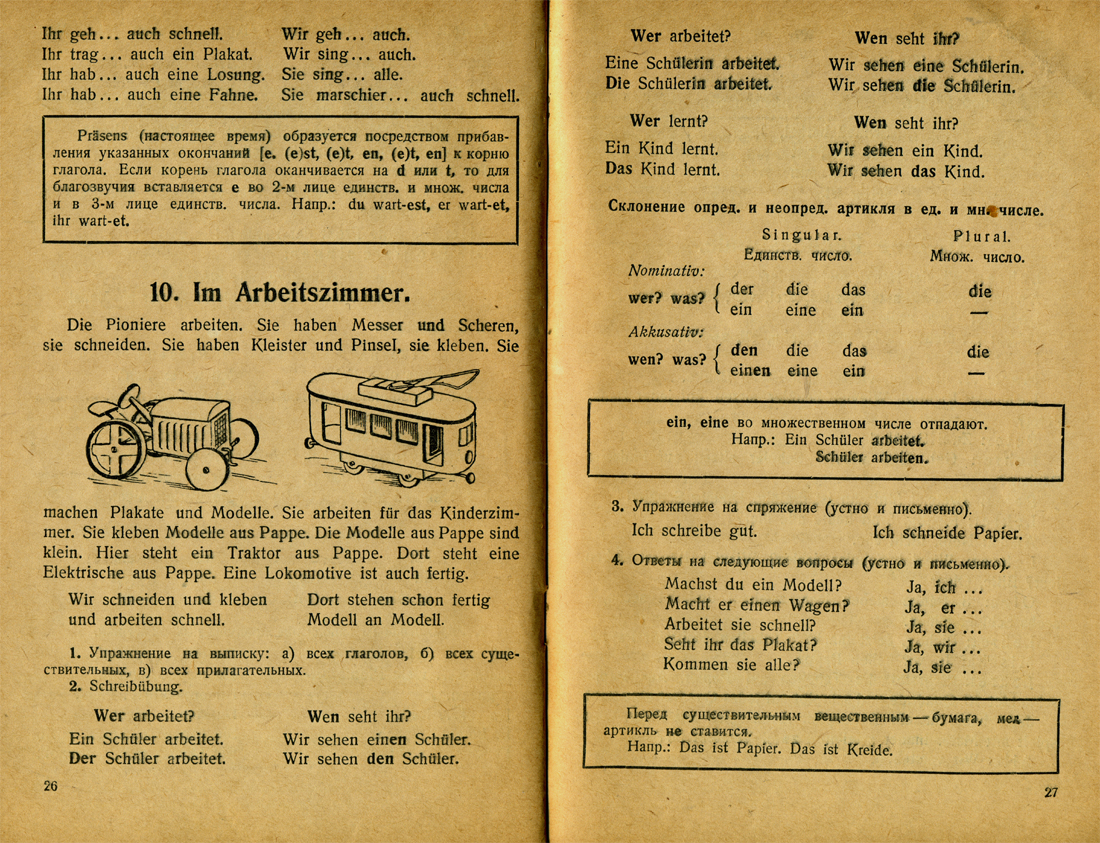 Ihr geh... auch schnell. Wir geh... auch.
Ihr trag... auch ein Plakat. Wir sing... auch.
Ihr hab... auch eine Losung. Sie sing... alle.
Ihr hab... auch eine Fahne. Sie marschier... auch schnell.
Präsens (настоящее время) образуется посредством прибав-
ления указанных окончаний [e. (e)st, (e)t, en, (e)t, en] к корню
глагола. Если корень глагола оканчивается на d или t, то для
благозвучия вставляется e во 2-м лице единств. и множ. числа
и в 3-м лице единств. числа. Напр.: du wart-est, er wart-et,
ihr wart-et.
10. Im Arbeitszimmer.
Die Pioniere arbeiten. Sie haben Messer und Scheren,
sie schneiden. Sie haben Kleister und Pinsel, sie kleben. Sie
machen Plakate und Modelle. Sie arbeiten für das Kinderzim-
mer. Sie kleben Modelle aus Pappe. Die Modelle aus Pappe sind
klein. Hier steht ein Traktor aus Pappe. Dort steht eine
Elektrische aus Pappe. Eine Lokomotive ist auch fertig.
Wir schneiden und kleben Dort stehen schon fertig
und arbeiten schnell. Modell an Modell.
1. Упражнение на выписку: а) всех глаголов, б) всех суще-
ствительных, в) всех прилагательных.
2. Schreibübung.
Wer arbeitet? Wen seht ihr?
Ein Schüler arbeitet. Wir sehen einen Schüler.
Der Schüler arbeitet. Wir sehen den Schüler.
26
Wer arbeitet? Wen seht ihr?
Eine Schülerin arbeitet. Wir sehen eine Schülerin.
Die Schülerin arbeitet. Wir sehen die Schülerin.
Wer lernt? Wen seht ihr?
Ein Kind lernt. Wir sehen ein Kind.
Das Kind lernt. Wir sehen das Kind.
Склонение опред. и неопред. артикля в ед. и мн. числе.
Singular. Plural.
Единств. число. Множ. число.
Nominativ:
wer? was? { der die das die
ein eine ein —
Akkusativ:
wen? was? { den die das die
einen eine ein —
ein, eine во множественном числе отпадают.
Напр.: Ein Schüler arbeitet.
Schüler arbeiten.
3. Упражнение на спряжение (устно и письменно).
Ich schreibe gut. Ich schneide Papier.
4. Ответы на следующие вопросы (устно и письменно).
Machst du ein Modell? Ja, ich ...
Macht er einen Wagen? Ja, er ...
Arbeitet sie schnell? Ja, sie ...
Seht ihr das Plakat? Ja, wir ...
Kommen sie alle? Ja, sie ...
Перед существительным вещественным — бумага, мел —
артикль не ставится.
Напр.: Das ist Papier. Das ist Kreide.
27